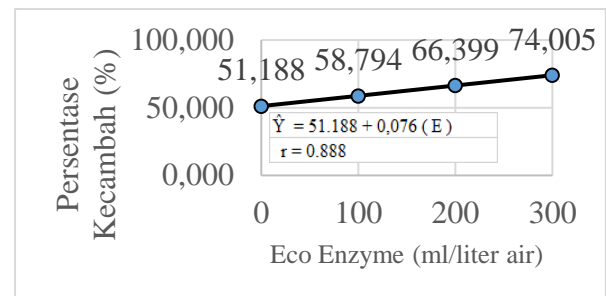 Persentase
Kecambah (%)
100,000
50,000
0,000
51,188 58,794 66,399 74,005
Ŷ = 51.188 + 0,076 ( E )
r = 0.888
0 100 200 300
Eco Enzyme (ml/liter air)